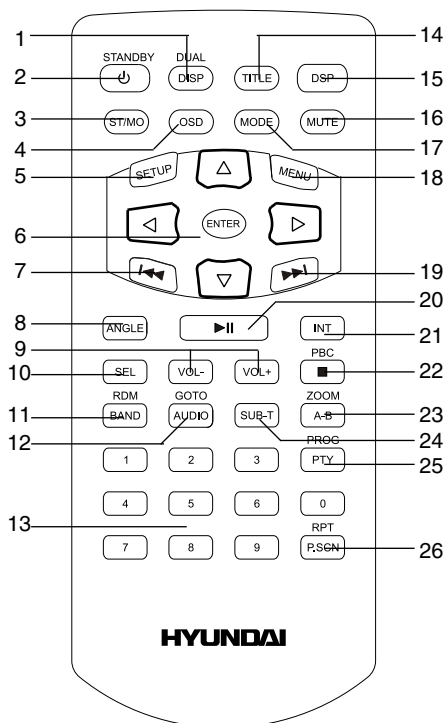 1 14
STANDBY DUAL
2 DISP TITLE DSP 15
3 ST/MO OSD MODE MUTE 16
4 17
5 SETUP MENU 18
6 ENTER
7 19
20
8 ANGLE INT 21
9 PBC
10 SEL VOL- VOL+ 22
RDM GOTO ZOOM
11 BAND AUDIO SUB-T A-B 23
12 24
PROG
1 2 3 PTY 25
4 5 6 0
13 RPT
7 8 9 P.SCN 26
HYUNDAI